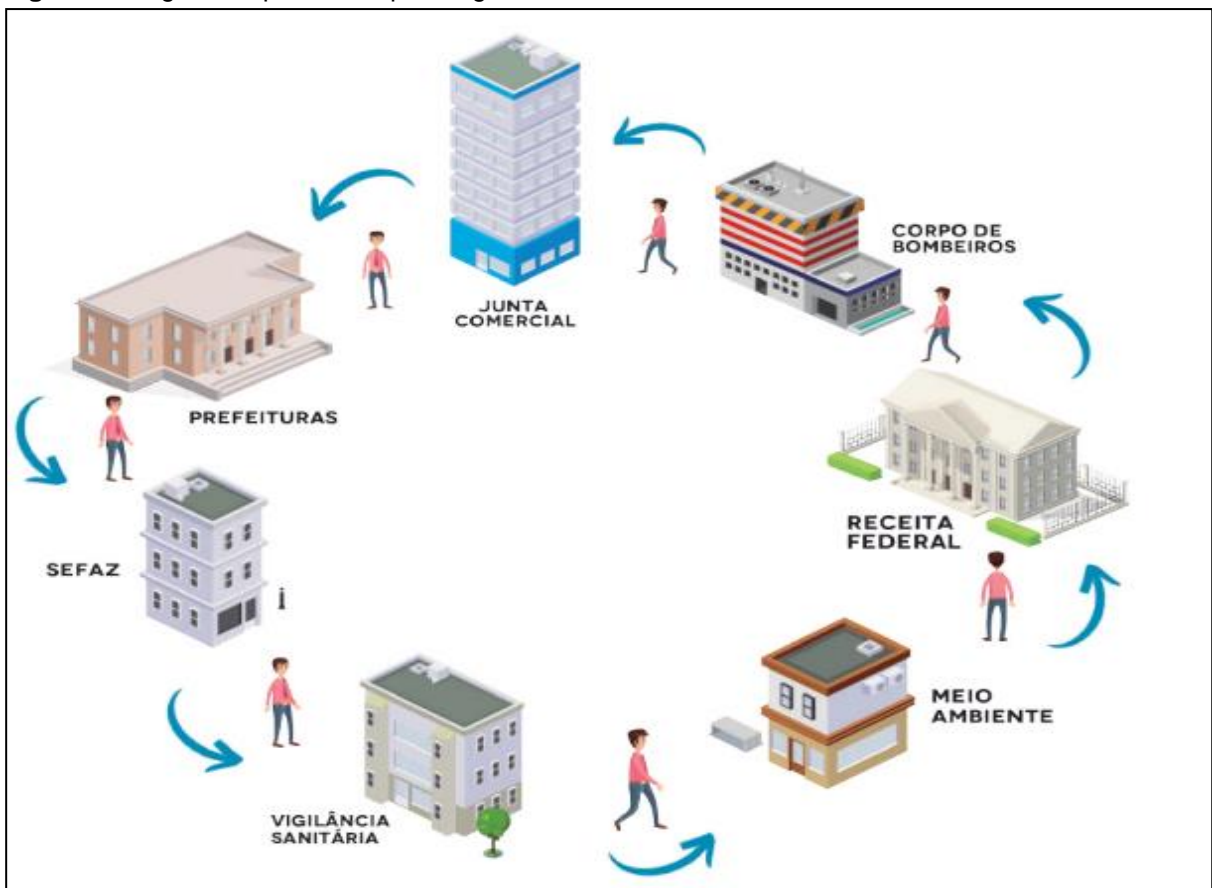 JUNTA
COMERCIAL
CORPO DE
BOMBEIROS
PREFEITURAS
RECEITA
FEDERAL
SEFAZ
MEIO
AMBIENTE
VIGILÂNCIA
SANITÁRIA